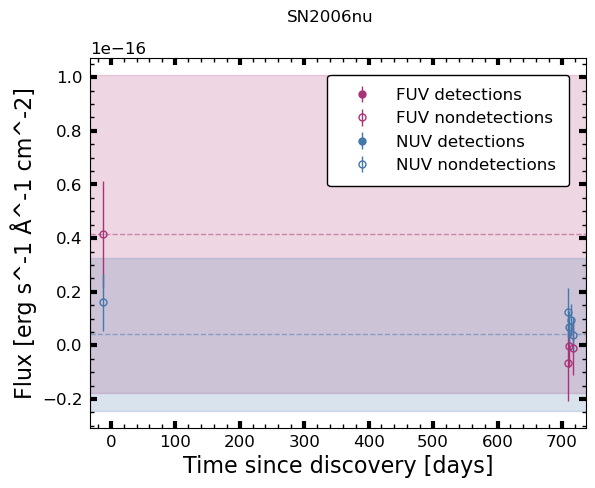 SN2006nu
1e−16
1.0
0.8
0.6
0.4
0.2
0.0
−0.2
Flux [erg s^-1 Å^-1 cm^-2]
FUV detections
FUV nondetections
NUV detections
NUV nondetections
0 100 200 300 400 500 600 700
Time since discovery [days]